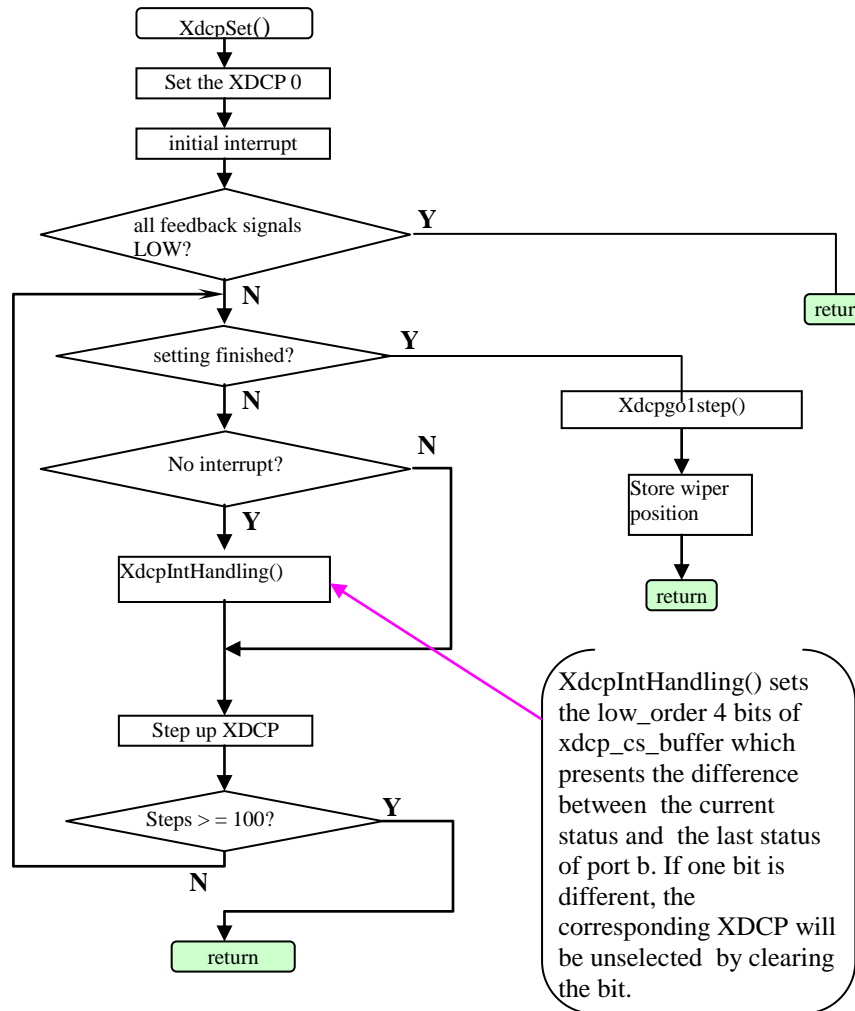 XdcpSet()
Set the XDCP 0
initial interrupt
all feedback signals
LOW?
Y
N
return
setting finished?
Y
N
Xdcpgo1step()
No interrupt?
N
Y
Store wiper
position
XdcpIntHandling()
return
XdcpIntHandling() sets
the low_order 4 bits of
xdcp_cs_buffer which
presents the difference
between the current
status and the last status
of port b. If one bit is
different, the
corresponding XDCP will
be unselected by clearing
the bit.
Step up XDCP
Steps > = 100?
Y
N
return